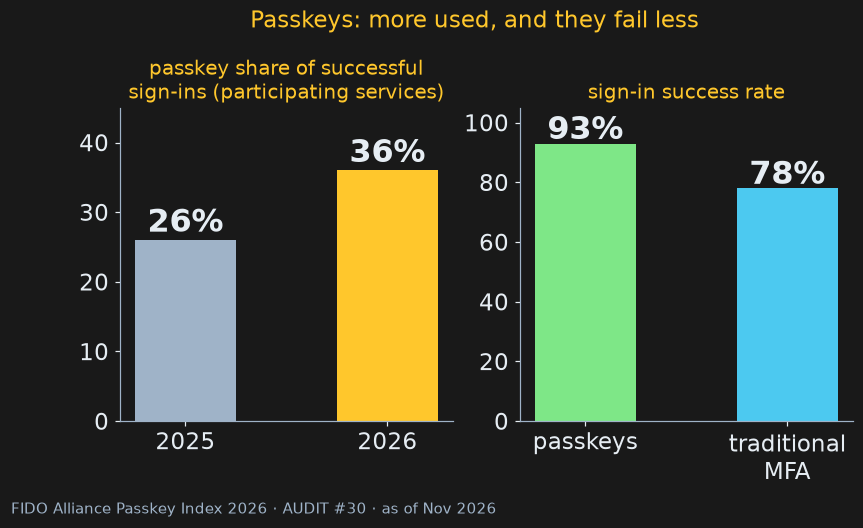 Passkeys: more used, and they fail less
passkey share of successful
sign-ins (participating services)
40
30
20
10
0
26%
36%
2025
2026
sign-in success rate
100
80
60
40
20
0
93%
78%
passkeys
traditional
MFA
FIDO Alliance Passkey Index 2026 · AUDIT #30 · as of Nov 2026